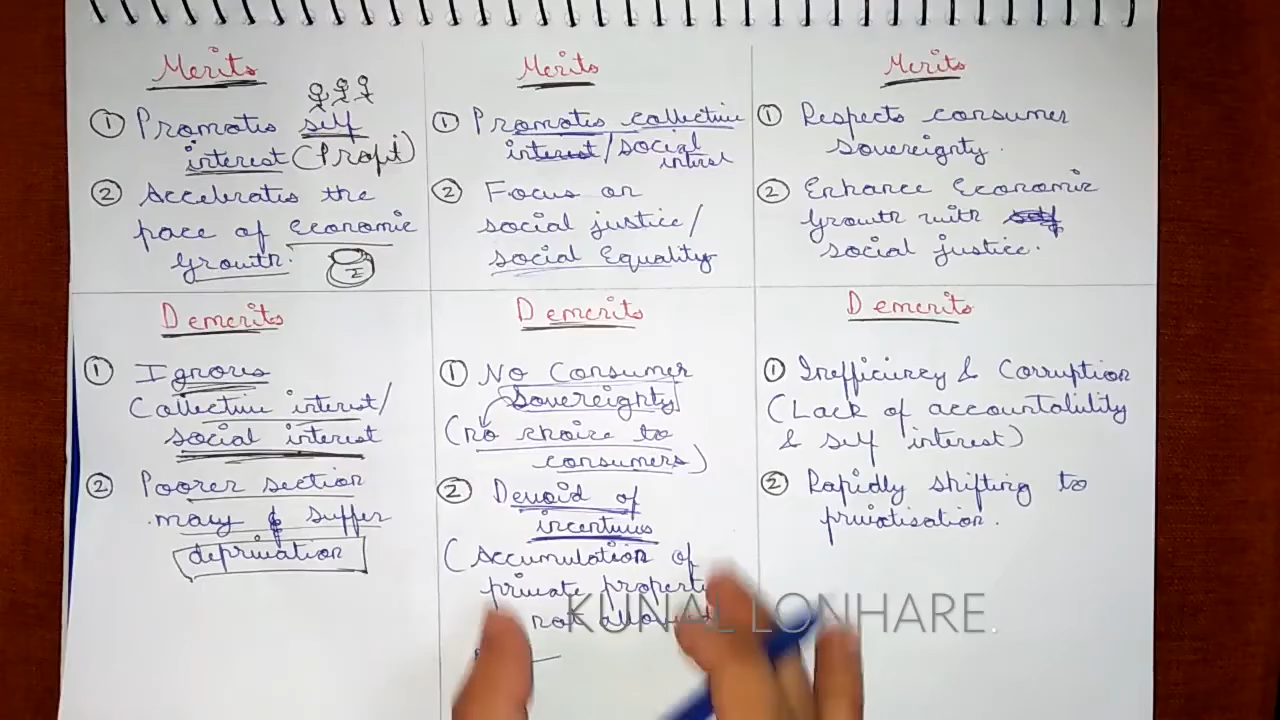 Merits
① Promotes self
interest (Profit)
② Accelerates the
pace of Economic
growth.
Merits
① Promotes collective
interest/social
interest
② Focus on
social justice/
social Equality
Merits
① Respects consumer
sovereignty.
② Enhance Economic
Growth with
social justice.
Demerits
① Ignores
Collective interest/
social interest
② Poorer section
may suffer
deprivation
Demerits
① No Consumer
Sovereignty
(no choice to
consumers)
② Devoid of
incentives
(Accumulation of
private property
not allowed
Demerits
① Inefficiency & Corruption
(Lack of accountability
& self interest)
② Rapidly shifting to
privatisation.
KUNAL LONHARE.